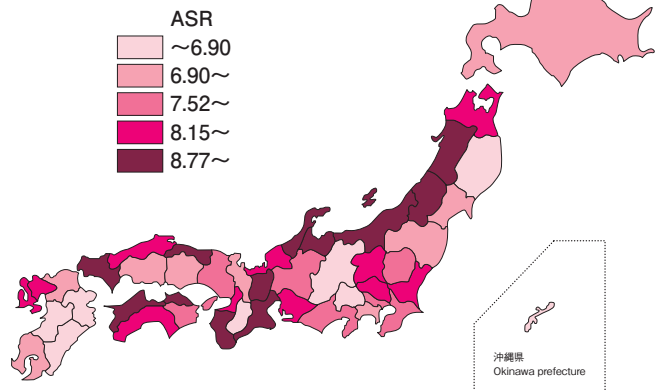 ASR
～6.90
6.90～
7.52～
8.15～
8.77～
沖縄県
Okinawa prefecture